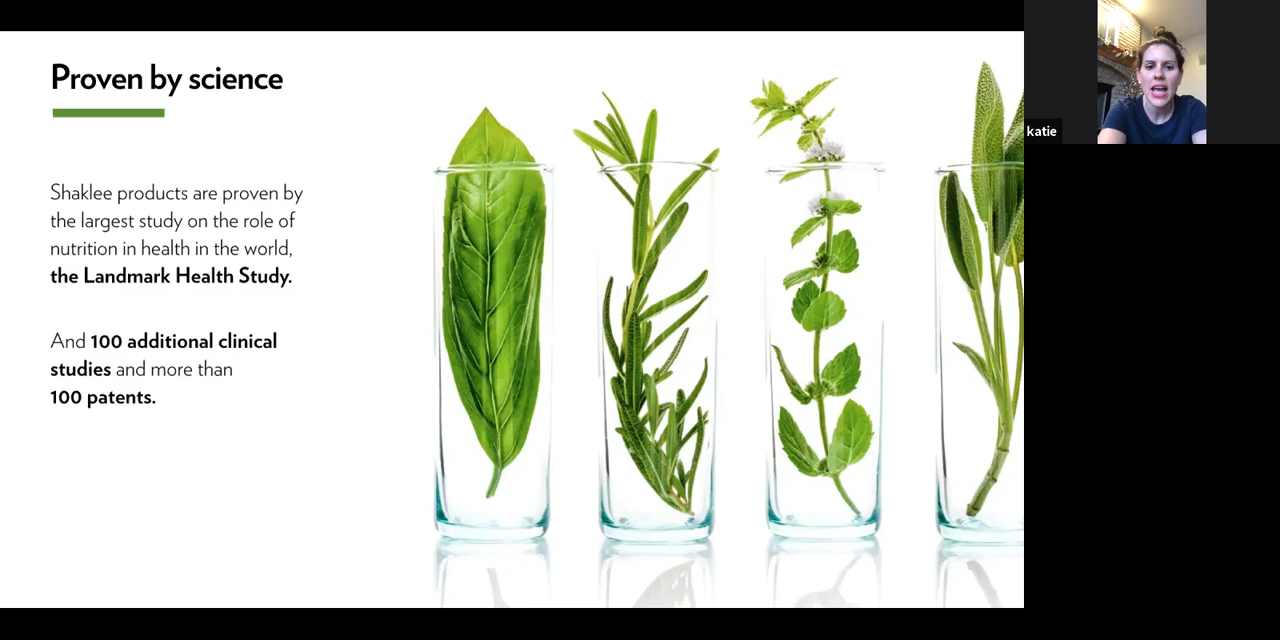 Proven by science
Shaklee products are proven by
the largest study on the role of
nutrition in health in the world,
the Landmark Health Study.
And 100 additional clinical
studies and more than
100 patents.
katie